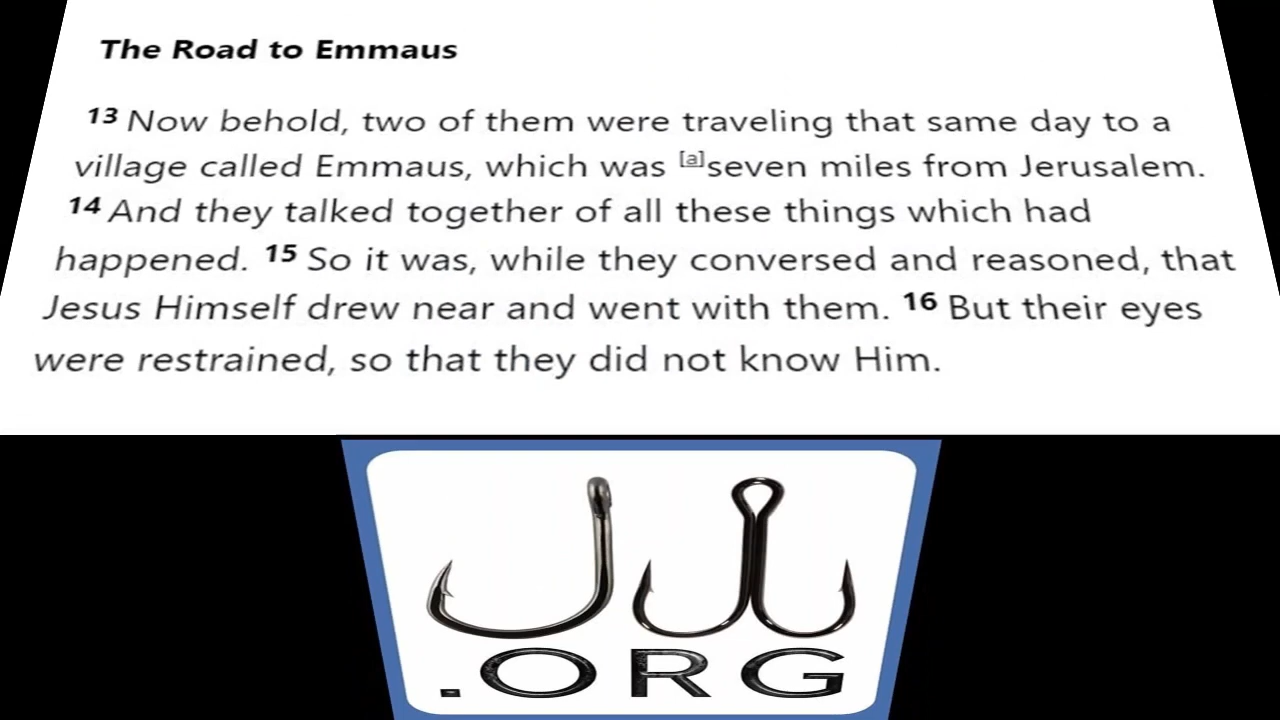 The Road to Emmaus
13 Now behold, two of them were traveling that same day to a
village called Emmaus, which was [a]seven miles from Jerusalem.
14 And they talked together of all these things which had
happened. 15 So it was, while they conversed and reasoned, that
Jesus Himself drew near and went with them. 16 But their eyes
were restrained, so that they did not know Him.
JW
.ORG